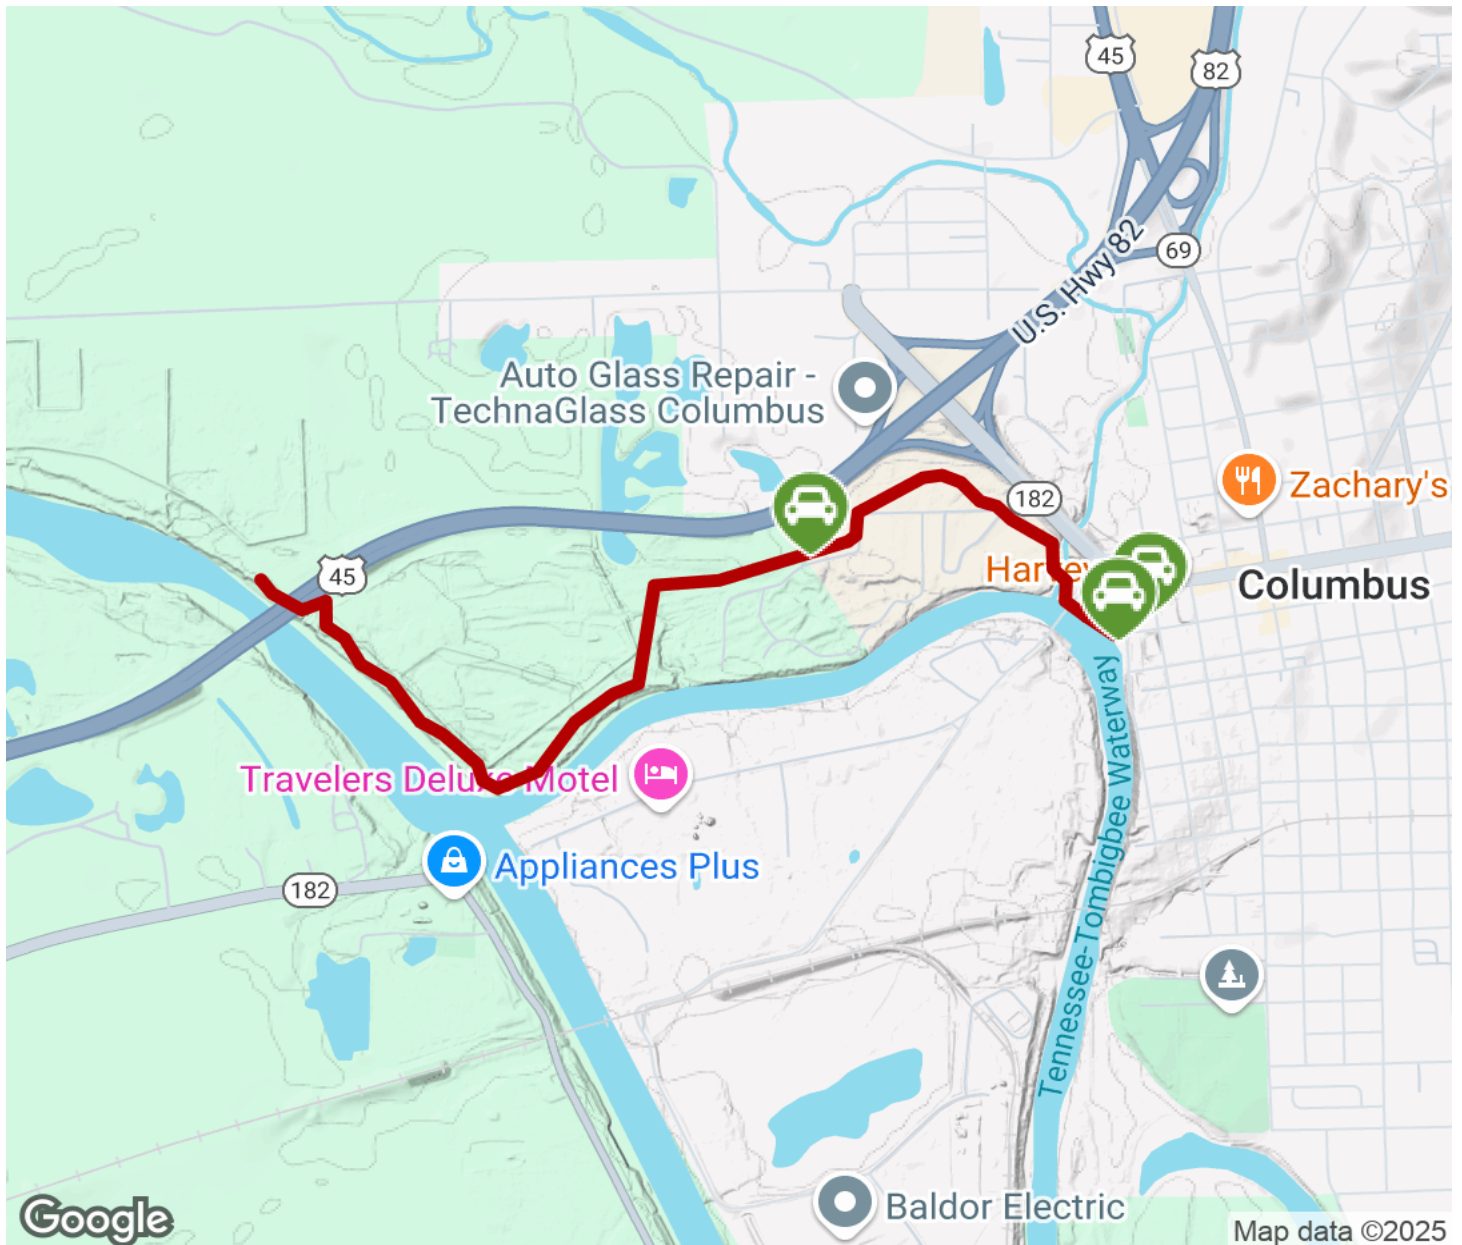 45
82
U.S. Hwy 82
69
Auto Glass Repair -
TechnaGlass Columbus
182
Zachary's
45
Columbus
Travelers Deluxe Motel
Tennessee-Tombigbee Waterway
Appliances Plus
182
Baldor Electric
Google
Map data ©2025